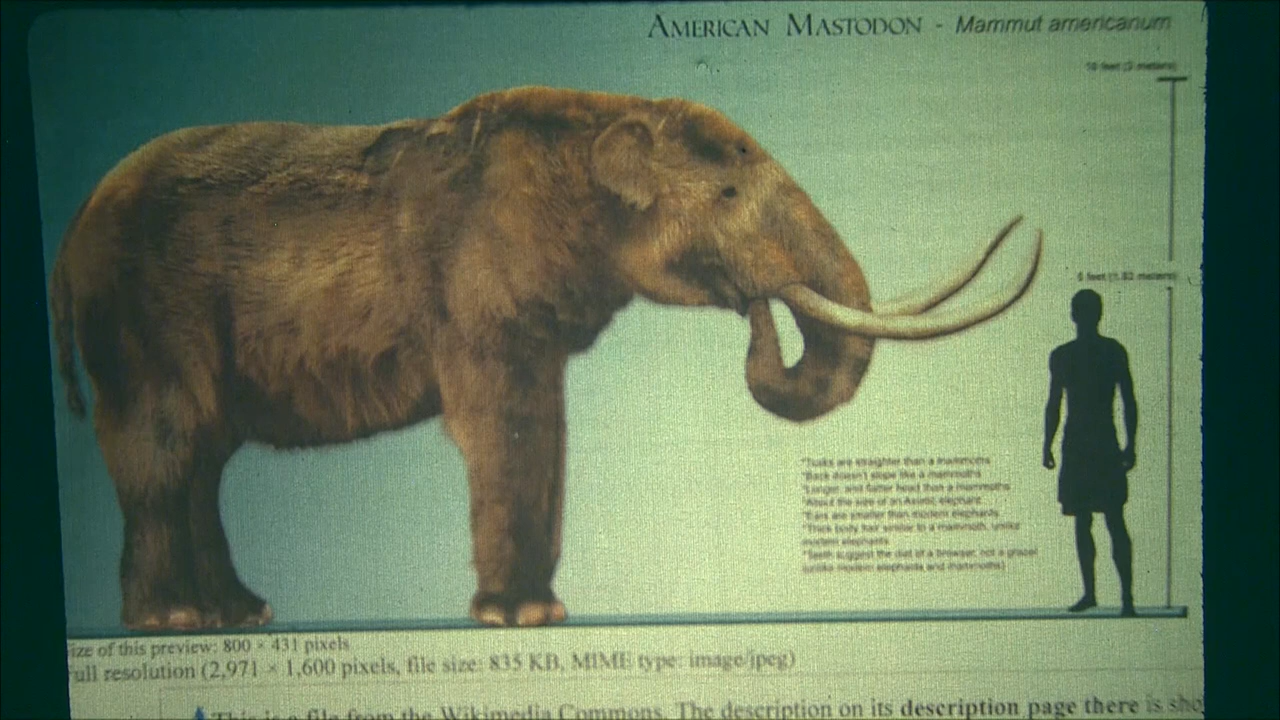 AMERICAN MASTODON - Mammut americanum
10 feet (3 meters)
6 feet (1.82 meters)
*Tusks are straighter than a mammoths
*Back doesn't slope like a mammoths
*Longer, and flatter head than a mammoths
*About the size of an Asiatic elephant
*Ears are smaller than modern elephants
*Thick body hair similar to a mammoth, unlike
modern elephants
*Teeth suggest the diet of a browser, not a grazer
(unlike modern elephants and mammoths)
ize of this preview: 800 × 431 pixels
ull resolution (2,971 × 1,600 pixels, file size: 835 KB, MIME type: image/jpeg)
This is a file from the Wikimedia Commons. The description on its description page there is sho